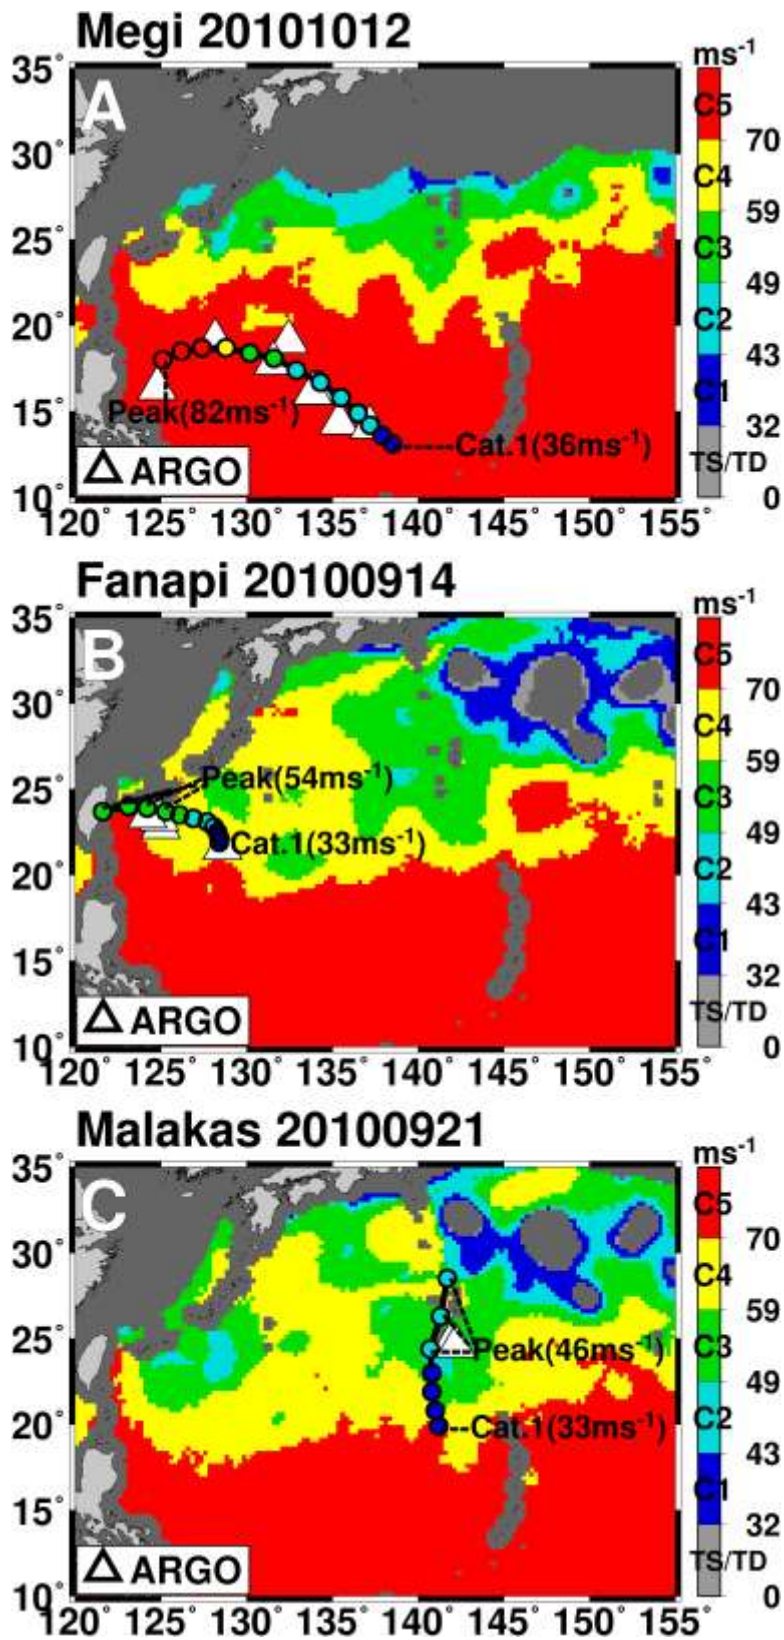 Megi 20101012
ms⁻¹
A
35°
30°
25°
20°
15°
10°
C5
70
C4
59
C3
49
C2
43
C1
32
TS/TD
0
Peak(82ms⁻¹)
Cat.1(36ms⁻¹)
ARGO
120° 125° 130° 135° 140° 145° 150° 155°
Fanapi 20100914
ms⁻¹
B
35°
30°
25°
20°
15°
10°
C5
70
C4
59
C3
49
C2
43
C1
32
TS/TD
0
Peak(54ms⁻¹)
Cat.1(33ms⁻¹)
ARGO
120° 125° 130° 135° 140° 145° 150° 155°
Malakas 20100921
ms⁻¹
C
35°
30°
25°
20°
15°
10°
C5
70
C4
59
C3
49
C2
43
C1
32
TS/TD
0
Peak(46ms⁻¹)
Cat.1(33ms⁻¹)
ARGO
120° 125° 130° 135° 140° 145° 150° 155°